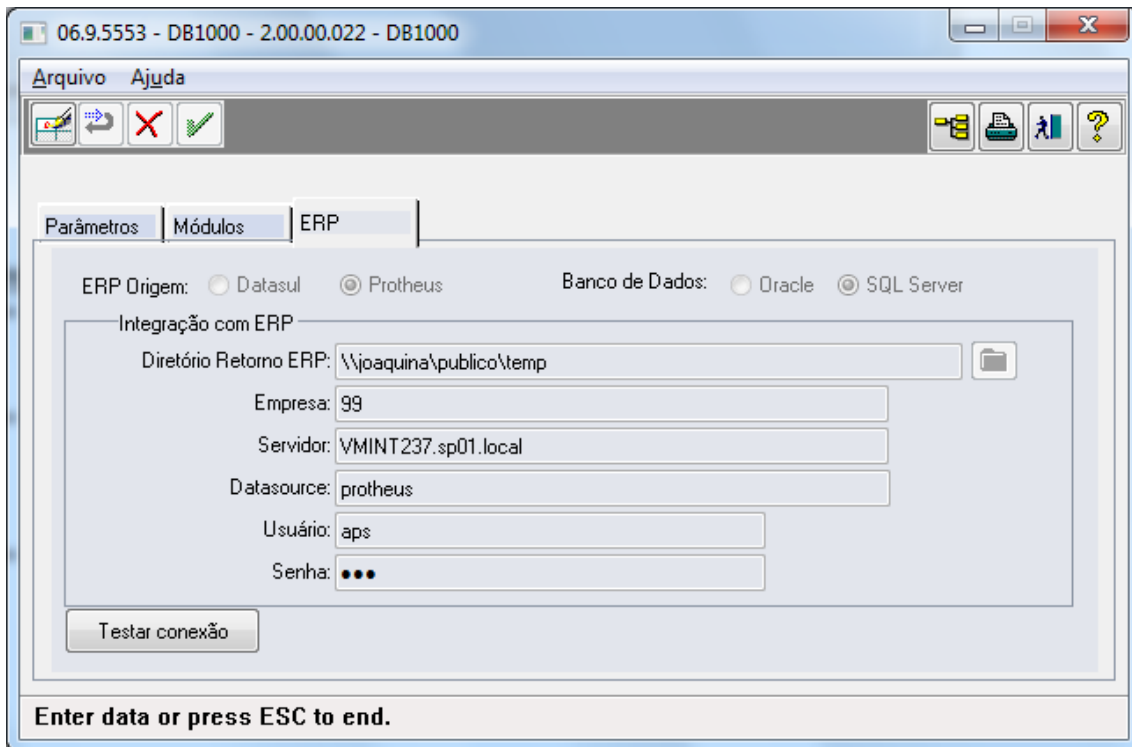 06.9.5553 - DB1000 - 2.00.00.022 - DB1000
Arquivo Ajuda
Parâmetros Módulos ERP
ERP Origem: Datasul Protheus Banco de Dados: Oracle SQL Server
Integração com ERP
Diretório Retorno ERP: \\joaquina\publico\temp
Empresa: 99
Servidor: VMINT237.sp01.local
Datasource: protheus
Usuário: aps
Senha: •••
Testar conexão
Enter data or press ESC to end.